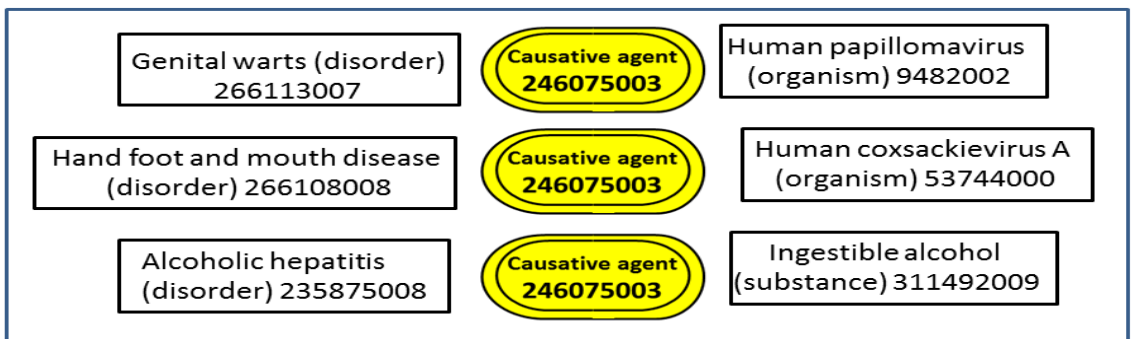 Genital warts (disorder)
266113007
Causative agent
246075003
Human papillomavirus
(organism) 9482002
Hand foot and mouth disease
(disorder) 266108008
Causative agent
246075003
Human coxsackievirus A
(organism) 53744000
Alcoholic hepatitis
(disorder) 235875008
Causative agent
246075003
Ingestible alcohol
(substance) 311492009